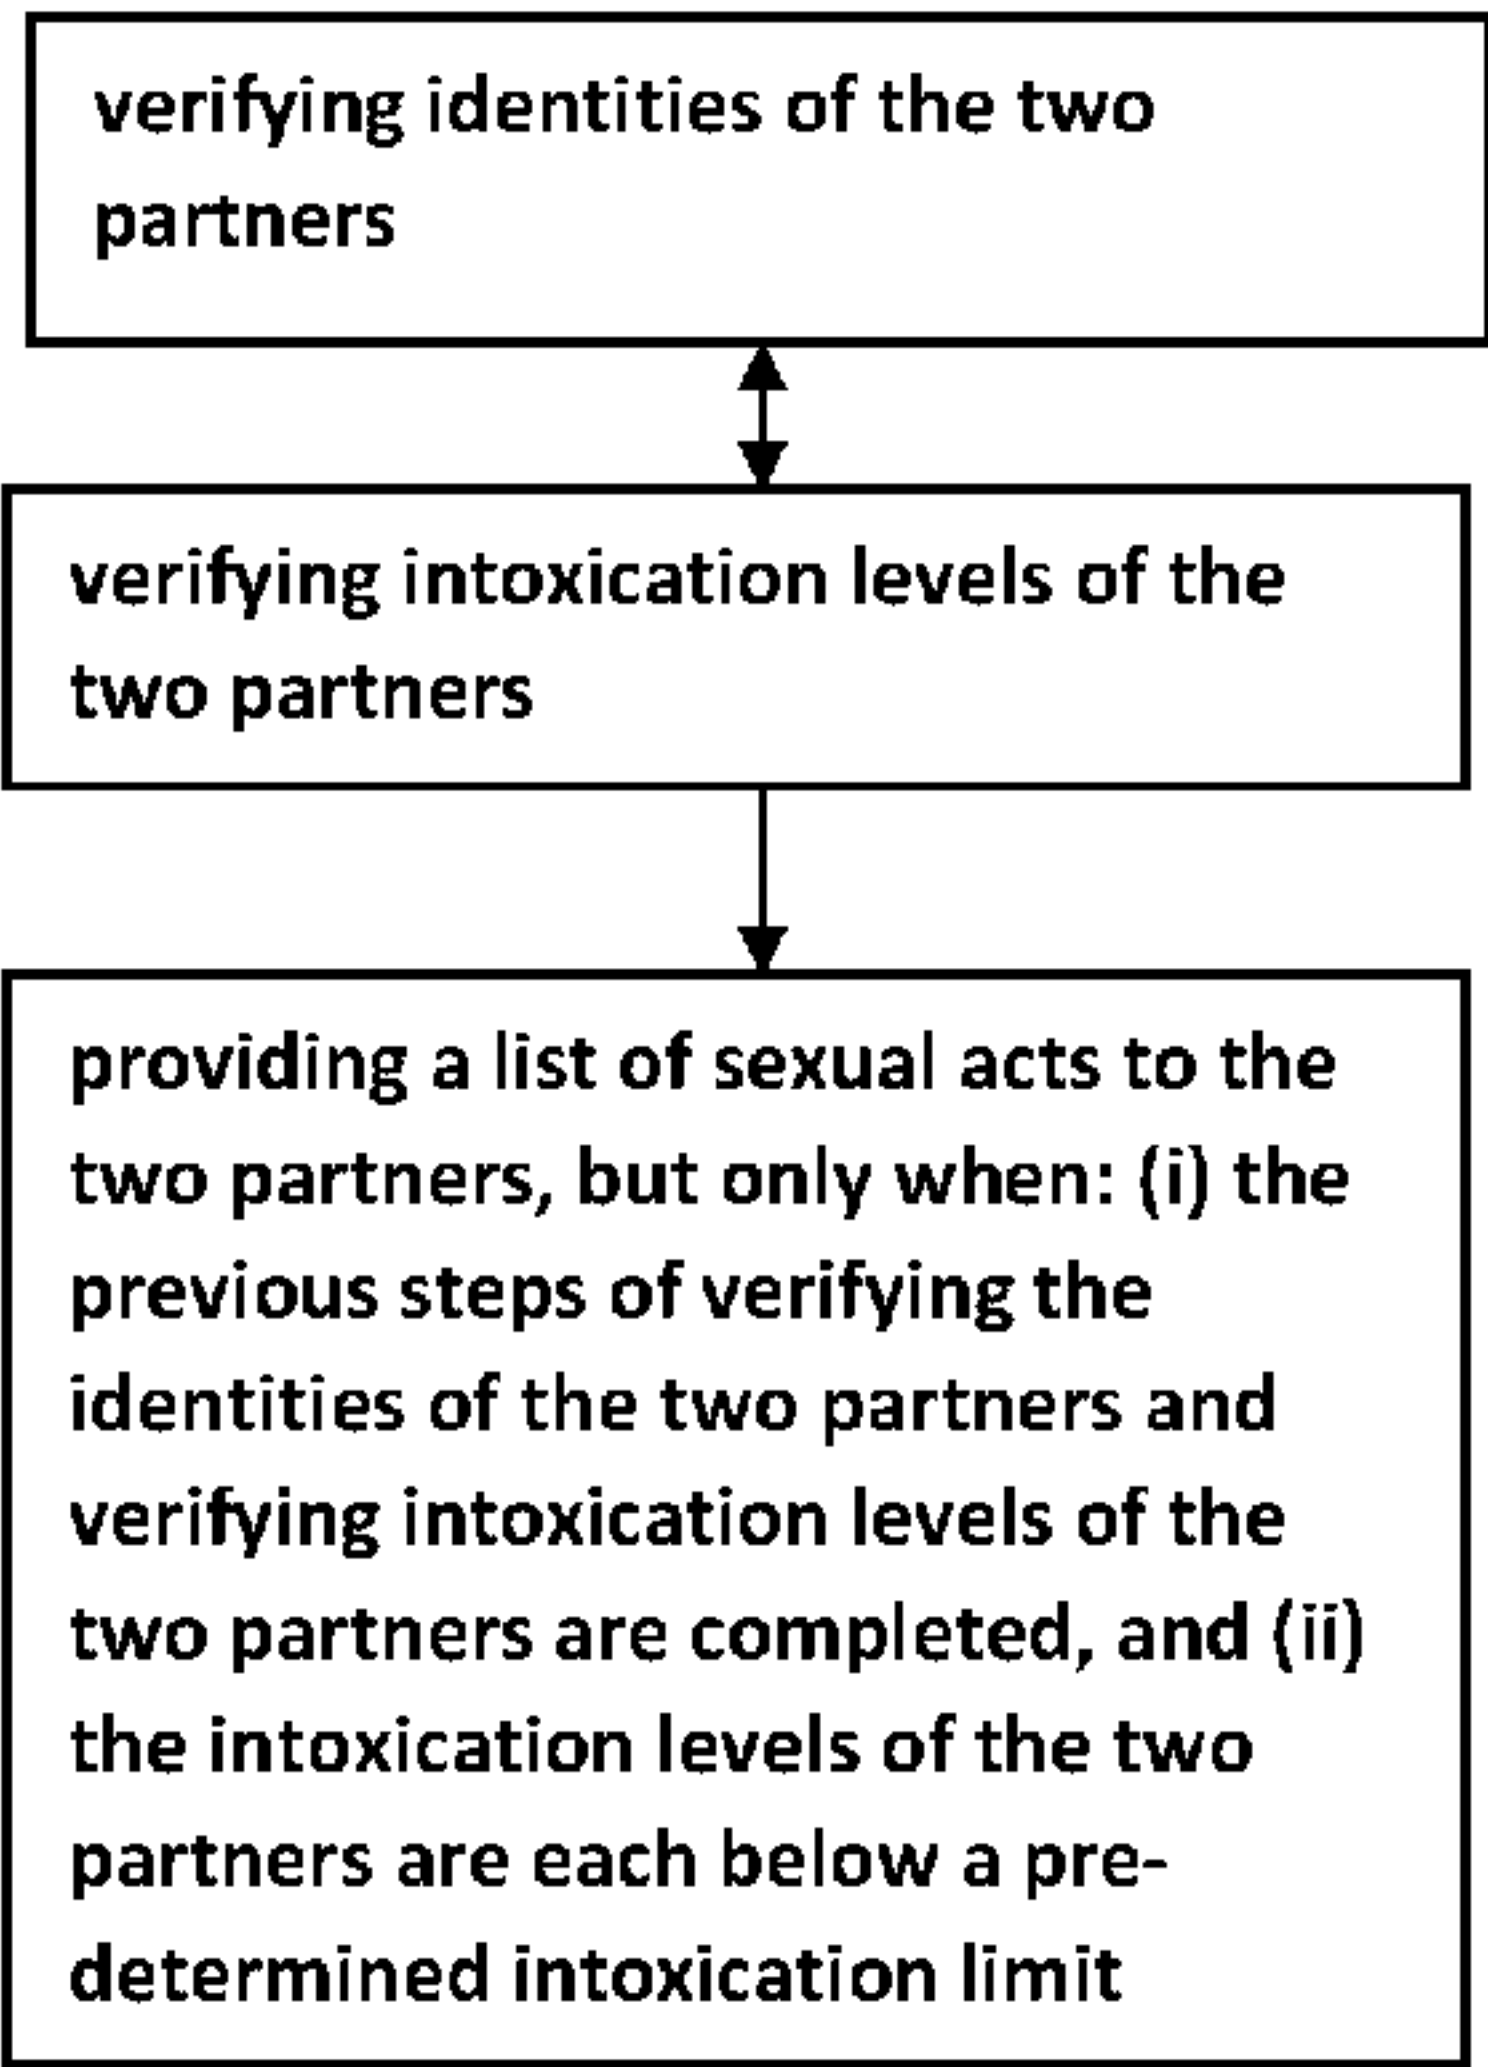 verifying identities of the two
partners
verifying intoxication levels of the
two partners
providing a list of sexual acts to the
two partners, but only when: (i) the
previous steps of verifying the
identities of the two partners and
verifying intoxication levels of the
two partners are completed, and (ii)
the intoxication levels of the two
partners are each below a pre-
determined intoxication limit